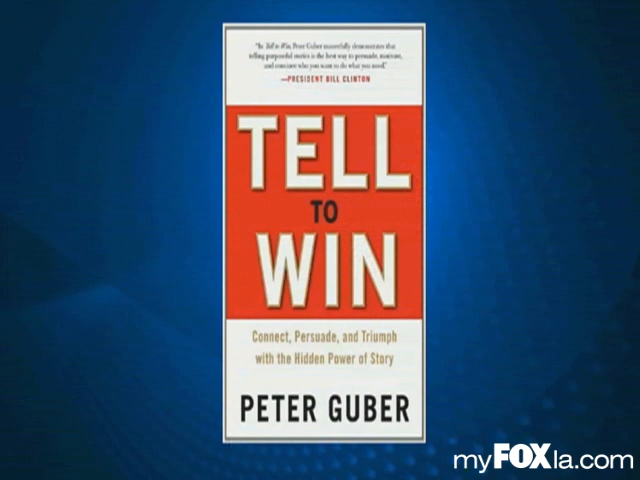 "In Tell to Win, Peter Guber masterfully demonstrates that
telling purposeful stories is the best way to persuade, motivate,
and convince who you want to do what you need."
—PRESIDENT BILL CLINTON
TELL
TO
WIN
Connect, Persuade, and Triumph
with the Hidden Power of Story
PETER GUBER
myFOXla.com